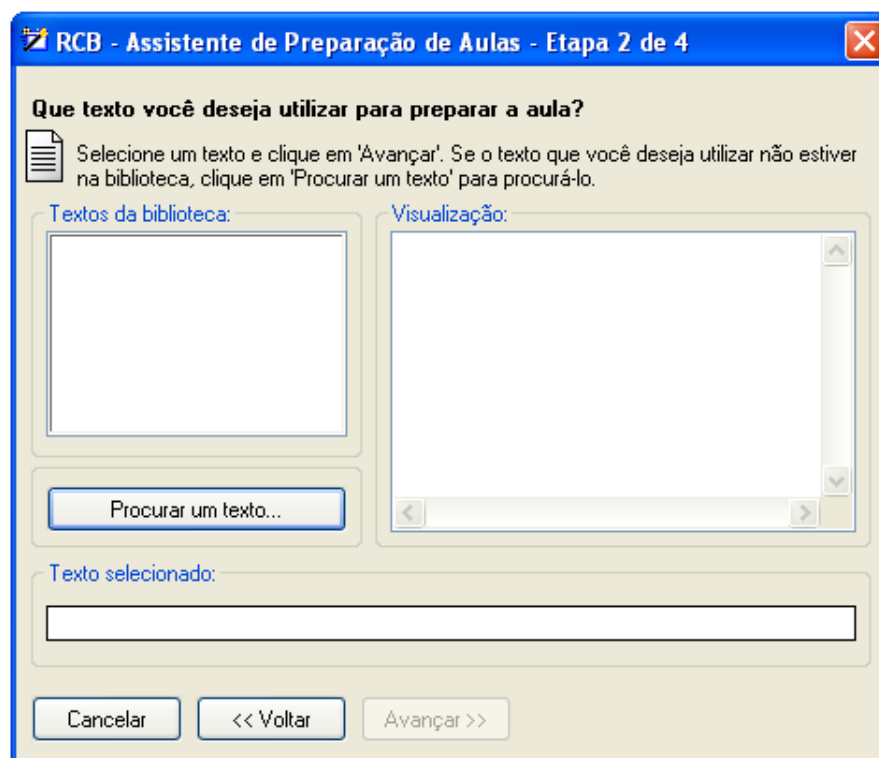 RCB - Assistente de Preparação de Aulas - Etapa 2 de 4
Que texto você deseja utilizar para preparar a aula?
Selecione um texto e clique em 'Avançar'. Se o texto que você deseja utilizar não estiver
na biblioteca, clique em 'Procurar um texto' para procurá-lo.
Textos da biblioteca:
Visualização:
Procurar um texto...
Texto selecionado:
Cancelar
<< Voltar
Avançar >>